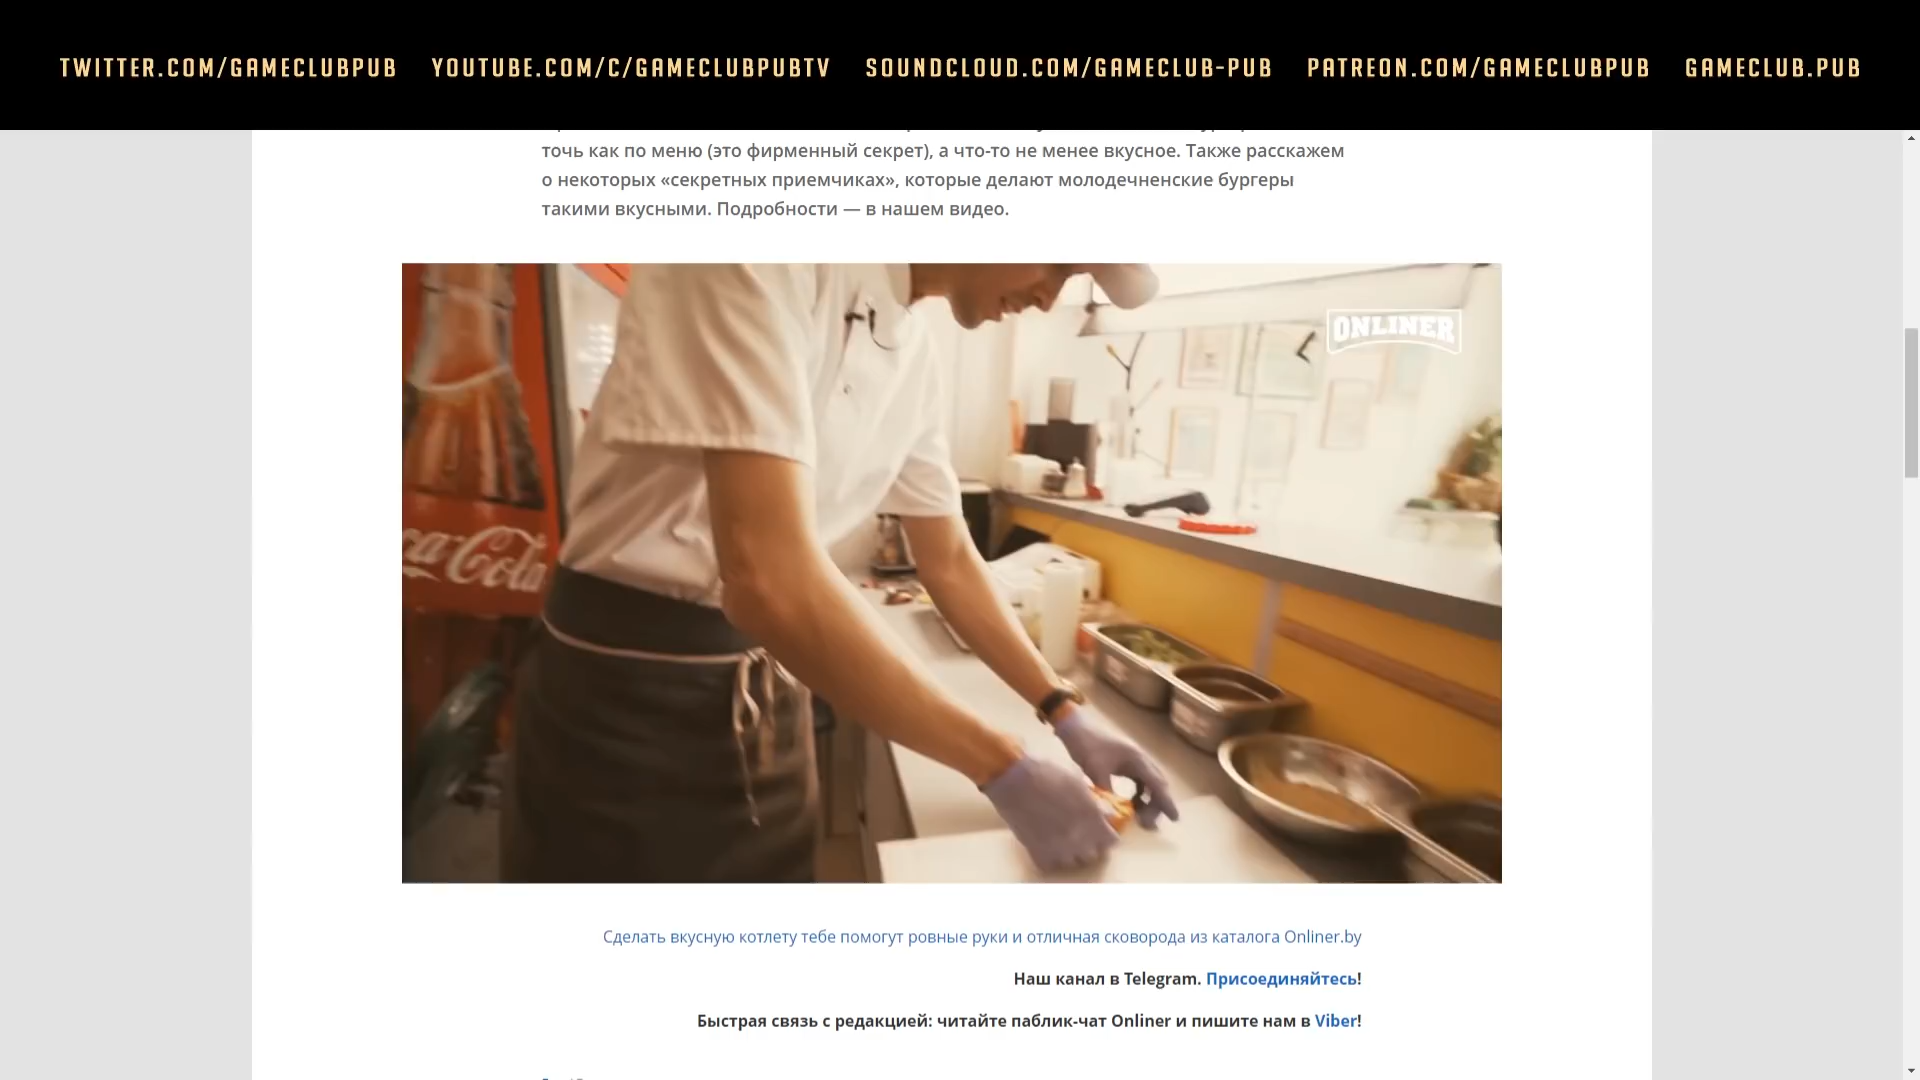 TWITTER.COM/GAMECLUBPUB YOUTUBE.COM/C/GAMECLUBPUBTV SOUNDCLOUD.COM/GAMECLUB-PUB PATREON.COM/GAMECLUBPUB GAMECLUB.PUB
точь как по меню (это фирменный секрет), а что-то не менее вкусное. Также расскажем
о некоторых «секретных приемчиках», которые делают молодечненские бургеры
такими вкусными. Подробности — в нашем видео.
ONLINER
ca-Cola
Сделать вкусную котлету тебе помогут ровные руки и отличная сковорода из каталога Onliner.by
Наш канал в Telegram. Присоединяйтесь!
Быстрая связь с редакцией: читайте паблик-чат Onliner и пишите нам в Viber!